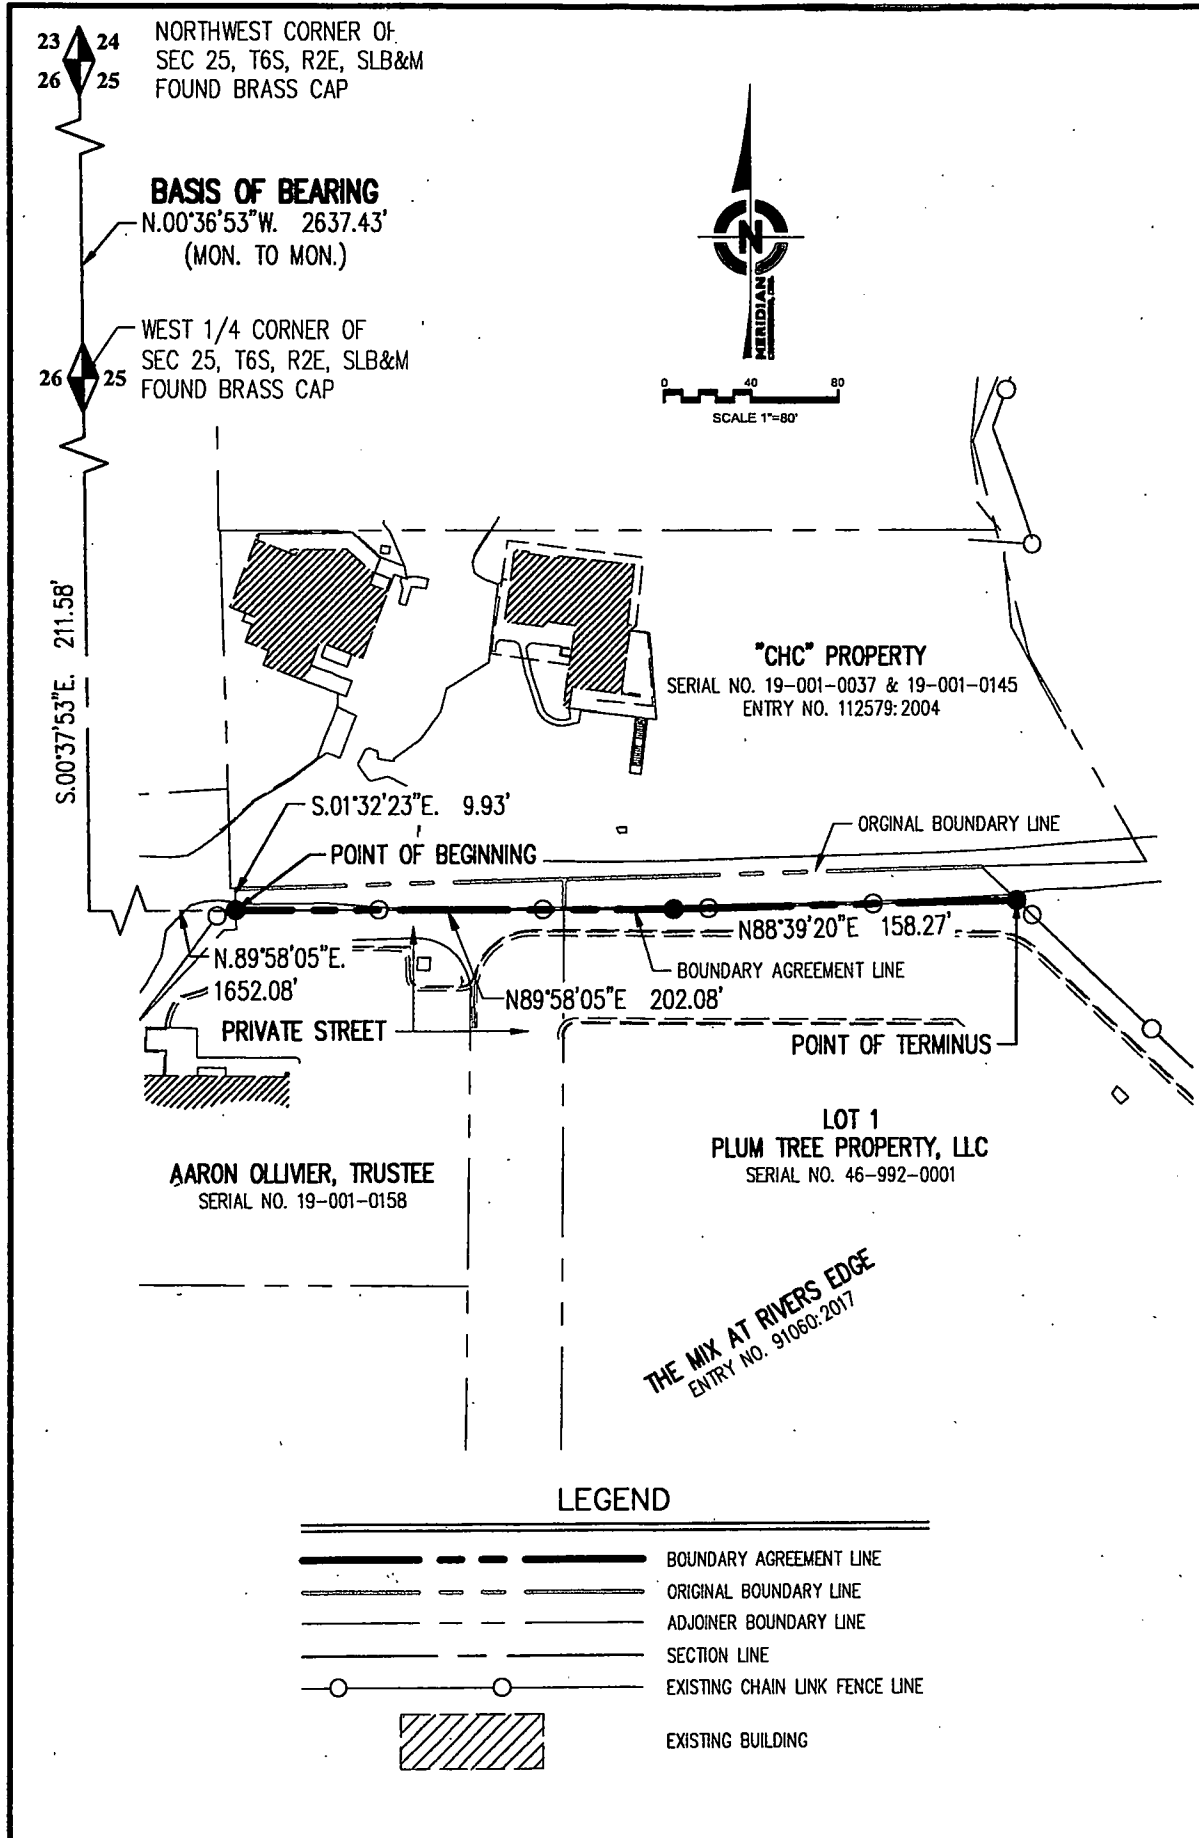 23 24
26 25
NORTHWEST CORNER OF
SEC 25, T6S, R2E, SLB&M
FOUND BRASS CAP
BASIS OF BEARING
N.00°36'53"W. 2637.43'
(MON. TO MON.)
WEST 1/4 CORNER OF
SEC 25, T6S, R2E, SLB&M
FOUND BRASS CAP
26 25
N
MERIDIAN
0 40 80
SCALE 1"=80'
S.00°37'53"E. 211.58'
"CHC" PROPERTY
SERIAL NO. 19-001-0037 & 19-001-0145
ENTRY NO. 112579:2004
S.01°32'23"E. 9.93'
POINT OF BEGINNING
ORGINAL BOUNDARY LINE
N88°39'20"E 158.27'
BOUNDARY AGREEMENT LINE
N.89°58'05"E.
1652.08'
N89°58'05"E 202.08'
PRIVATE STREET
POINT OF TERMINUS
LOT 1
PLUM TREE PROPERTY, LLC
SERIAL NO. 46-992-0001
AARON OLLIVIER, TRUSTEE
SERIAL NO. 19-001-0158
THE MIX AT RIVERS EDGE
ENTRY NO. 91060:2017
LEGEND
BOUNDARY AGREEMENT LINE
ORIGINAL BOUNDARY LINE
ADJOINER BOUNDARY LINE
SECTION LINE
EXISTING CHAIN LINK FENCE LINE
EXISTING BUILDING